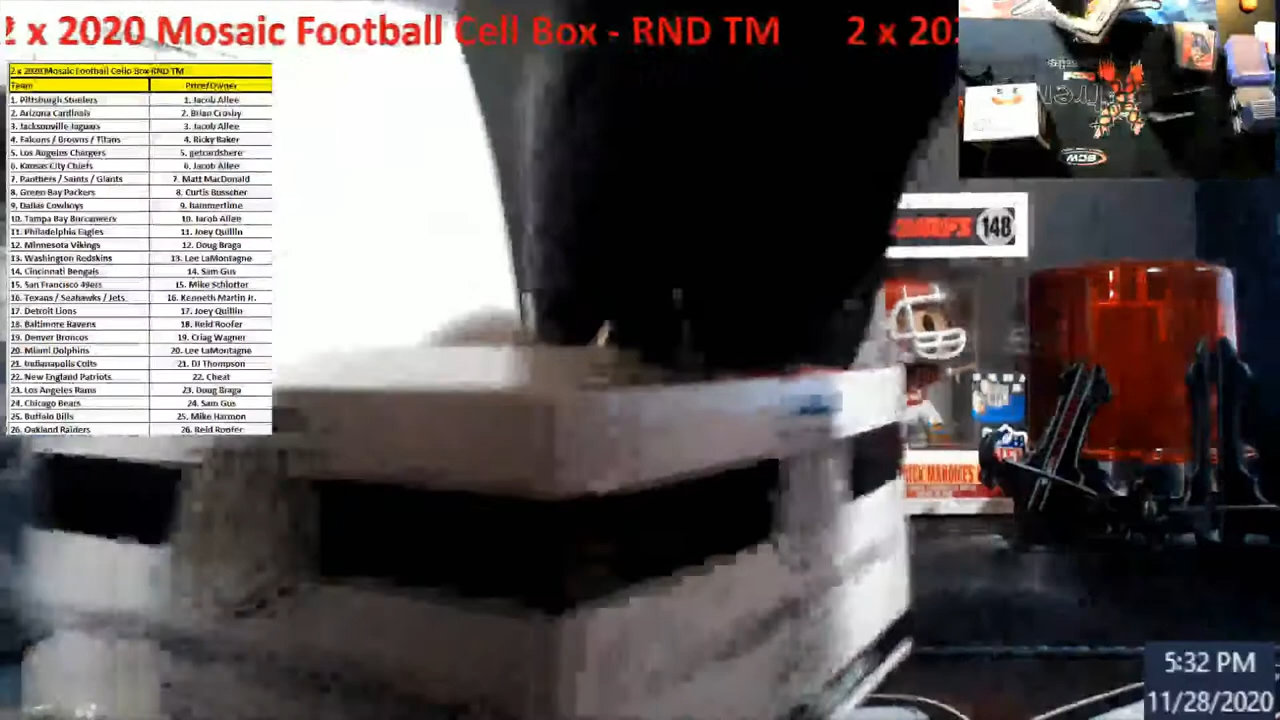 2 x 2020 Mosaic Football Cell Box - RND TM 2 x 202
2 x 2020 Mosaic Football Cello Box-RND TM
Team Price/Owner
1. Pittsburgh Steelers 1. Jacob Allee
2. Arizona Cardinals 2. Brian Crosby
3. Jacksonville Jaguas 3. Jacob Allee
4. Falcons / Browns / Titans 4. Ricky Baker
5. Los Angeles Chargers 5. getcardshere
6. Kansas City Chiefs 6. Jacob Allee
7. Panthers / Saints / Giants 7. Matt MacDonald
8. Green Bay Packers 8. Curtis Busscher
9. Dallas Cowboys 9. hammertime
10. Tampa Bay Buccaneers 10. Jacob Allee
11. Philadelphia Eagles 11. Joey Quillin
12. Minnesota Vikings 12. Doug Braga
13. Washington Redskins 13. Lee LaMontagne
14. Cincinnati Bengals 14. Sam Gus
15. San Francisco 49ers 15. Mike Schlotter
16. Texans / Seahawks / Jets 16. Kenneth Martin Jr.
17. Detroit Lions 17. Joey Quillin
18. Baltimore Ravens 18. Reid Roofer
19. Denver Broncos 19. Criag Wagner
20. Miami Dolphins 20. Lee LaMontagne
21. Indianapolis Colts 21. DJ Thompson
22. New England Patriots 22. Cheat
23. Los Angeles Rams 23. Doug Braga
24. Chicago Bears 24. Sam Gus
25. Buffalo Bills 25. Mike Harmon
26. Oakland Raiders 26. Reid Roofer
BCW
148
NFL
5:32 PM
11/28/2020